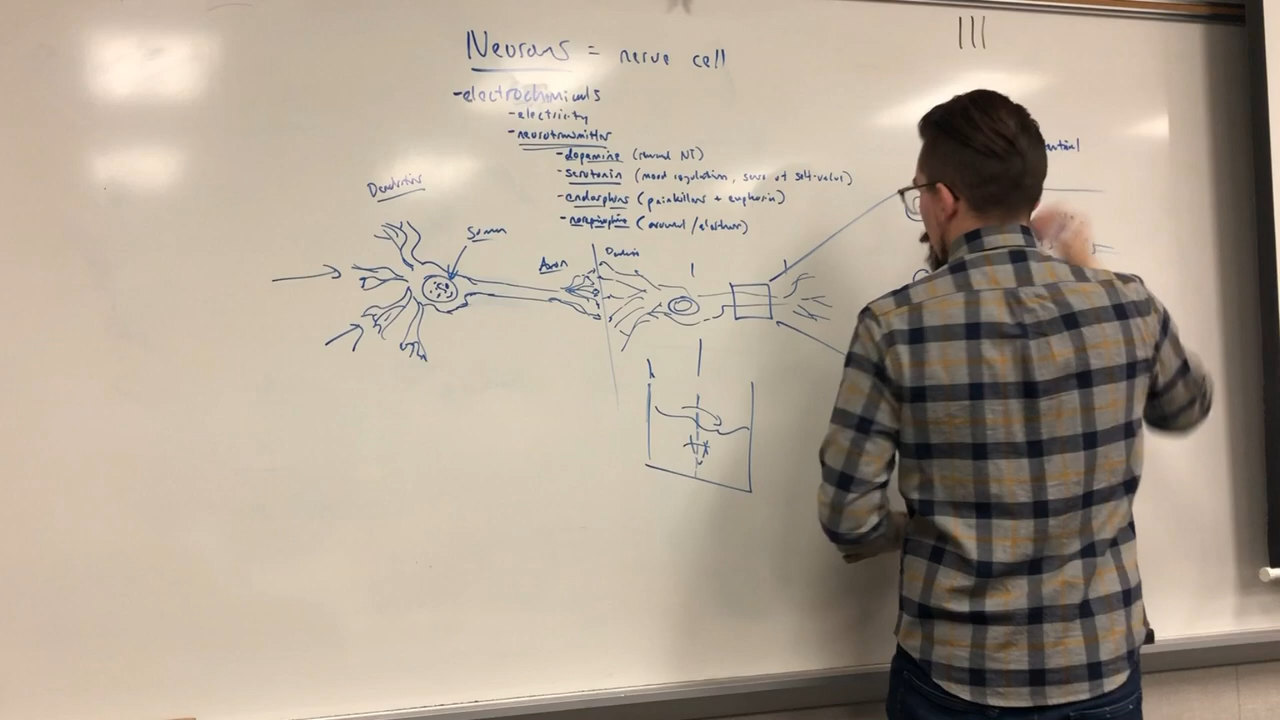 Neurons = nerve cell
-electrochemicals
-electricity
-neurotransmitter
-dopamine (reward NT)
-serotonin (mood regulation, sense of self-value)
-endorphins (painkillers + euphoria)
-norepinephrine (arousal/alertness)
Dendrites
Soma
Axon
Dendrites